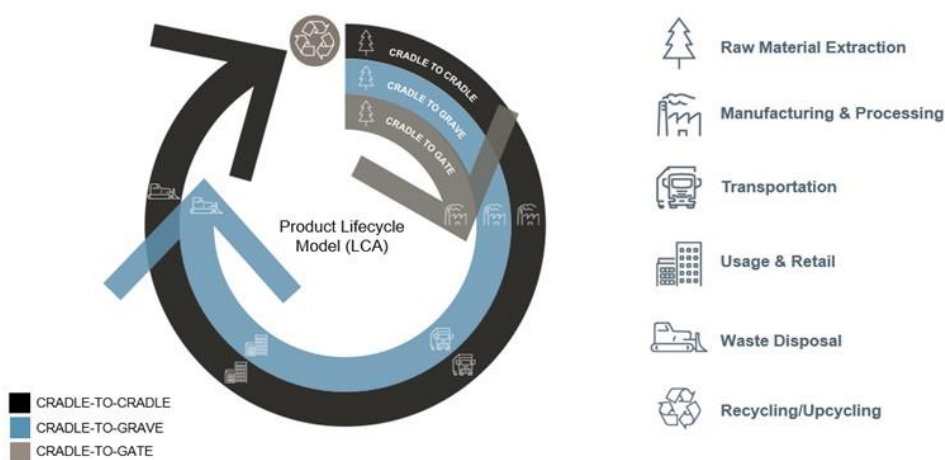 CRADLE TO CRADLE
CRADLE TO GRAVE
CRADLE TO GATE
Product Lifecycle
Model (LCA)
CRADLE-TO-CRADLE
CRADLE-TO-GRAVE
CRADLE-TO-GATE
Raw Material Extraction
Manufacturing & Processing
Transportation
Usage & Retail
Waste Disposal
Recycling/Upcycling